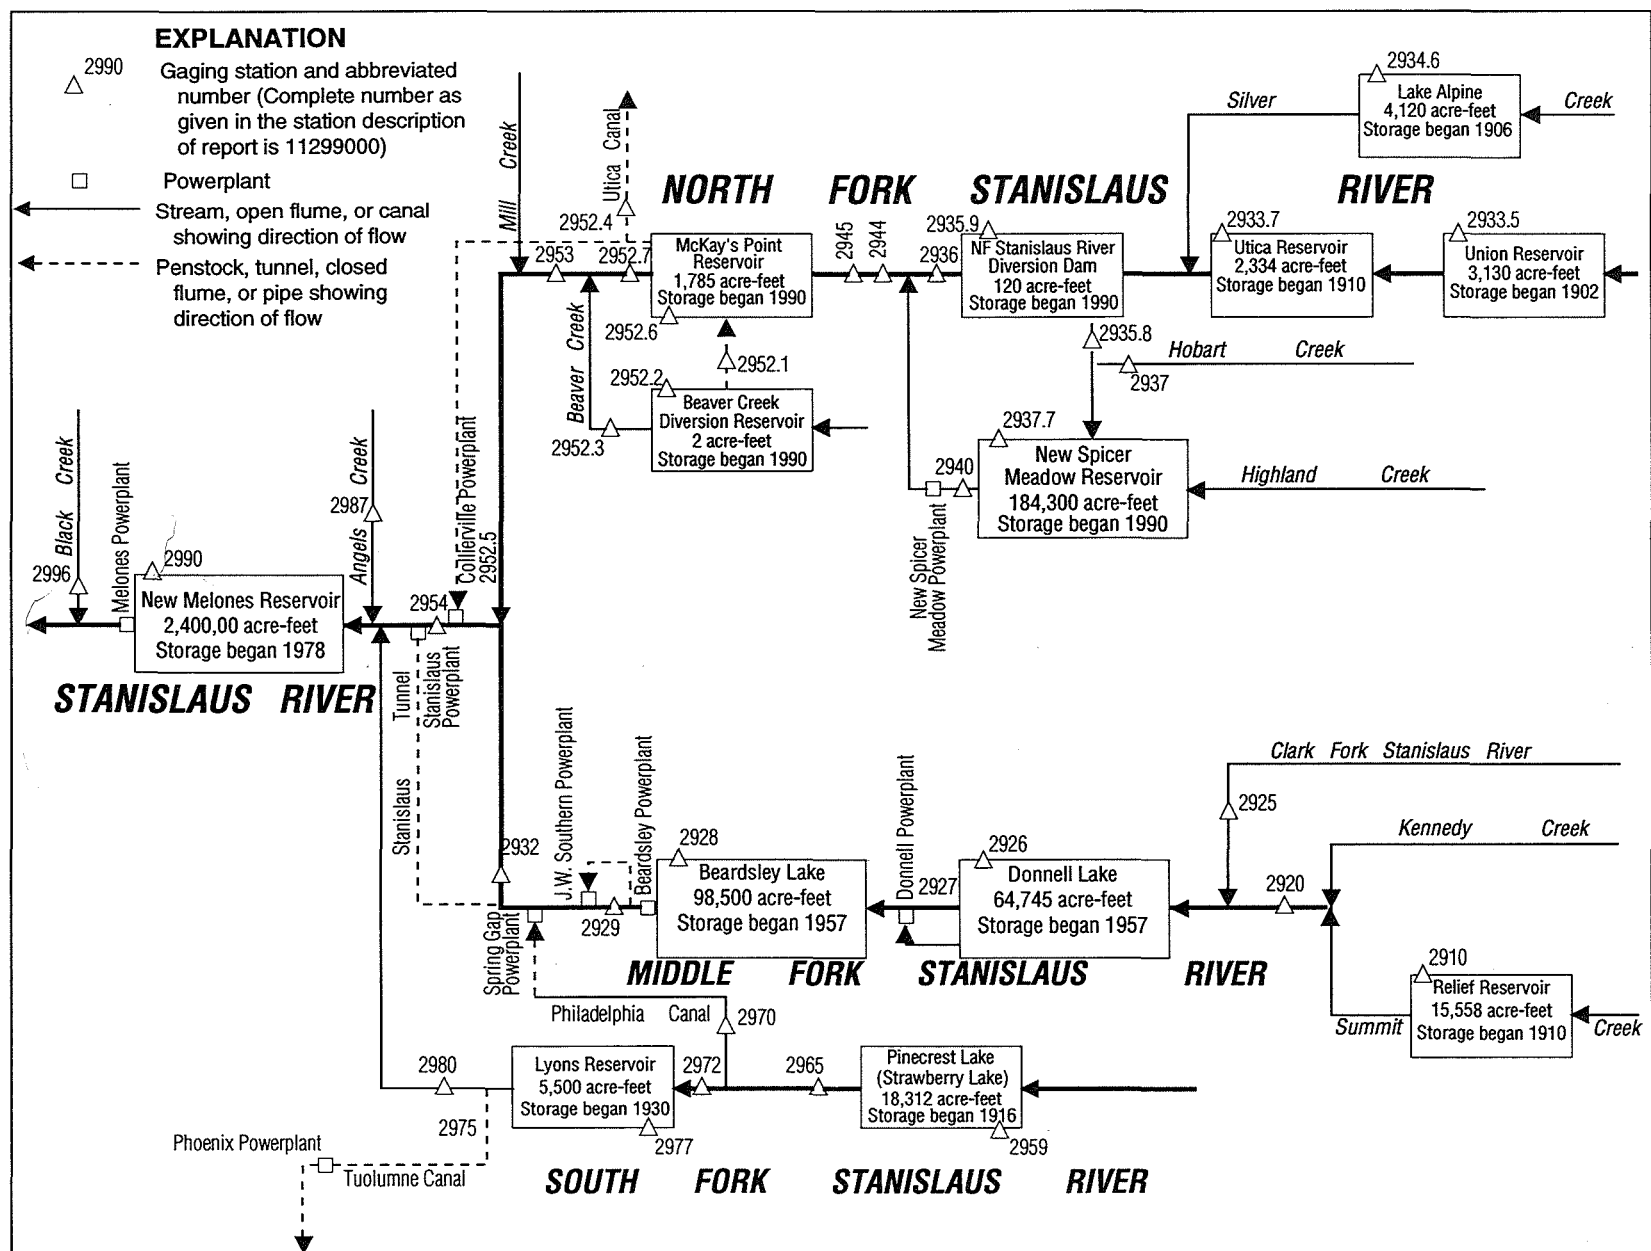 EXPLANATION
2990
Gaging station and abbreviated
number (Complete number as
given in the station description
of report is 11299000)
Powerplant
Stream, open flume, or canal
showing direction of flow
Penstock, tunnel, closed
flume, or pipe showing
direction of flow
Mill Creek
Utica Canal
2952.4
2934.6
Lake Alpine
4,120 acre-feet
Storage began 1906
Silver
Creek
NORTH FORK STANISLAUS RIVER
2953
2952.7
McKay's Point
Reservoir
1,785 acre-feet
Storage began 1990
2952.6
2945
2944
2936
2935.9
NF Stanislaus River
Diversion Dam
120 acre-feet
Storage began 1990
2933.7
Utica Reservoir
2,334 acre-feet
Storage began 1910
2933.5
Union Reservoir
3,130 acre-feet
Storage began 1902
2935.8
Hobart Creek
2937
Beaver Creek
2952.1
2952.2
Beaver Creek
Diversion Reservoir
2 acre-feet
Storage began 1990
2952.3
2937.7
New Spicer
Meadow Reservoir
184,300 acre-feet
Storage began 1990
2940
New Spicer
Meadow Powerplant
Highland Creek
Black Creek
2996
Melones Powerplant
2990
New Melones Reservoir
2,400,00 acre-feet
Storage began 1978
2987
Angels Creek
2954
Collierville Powerplant
2952.5
STANISLAUS RIVER
Stanislaus Tunnel
Stanislaus
Powerplant
2932
Spring Gap
Powerplant
J.W. Southern Powerplant
2929
Beardsley Powerplant
2928
Beardsley Lake
98,500 acre-feet
Storage began 1957
2927
Donnell Powerplant
2926
Donnell Lake
64,745 acre-feet
Storage began 1957
Clark Fork Stanislaus River
2925
Kennedy Creek
2920
2910
Relief Reservoir
15,558 acre-feet
Storage began 1910
Summit Creek
MIDDLE FORK STANISLAUS RIVER
Philadelphia Canal
2970
2980
2975
Lyons Reservoir
5,500 acre-feet
Storage began 1930
2977
2972
2965
Pinecrest Lake
(Strawberry Lake)
18,312 acre-feet
Storage began 1916
2959
Phoenix Powerplant
Tuolumne Canal
SOUTH FORK STANISLAUS RIVER